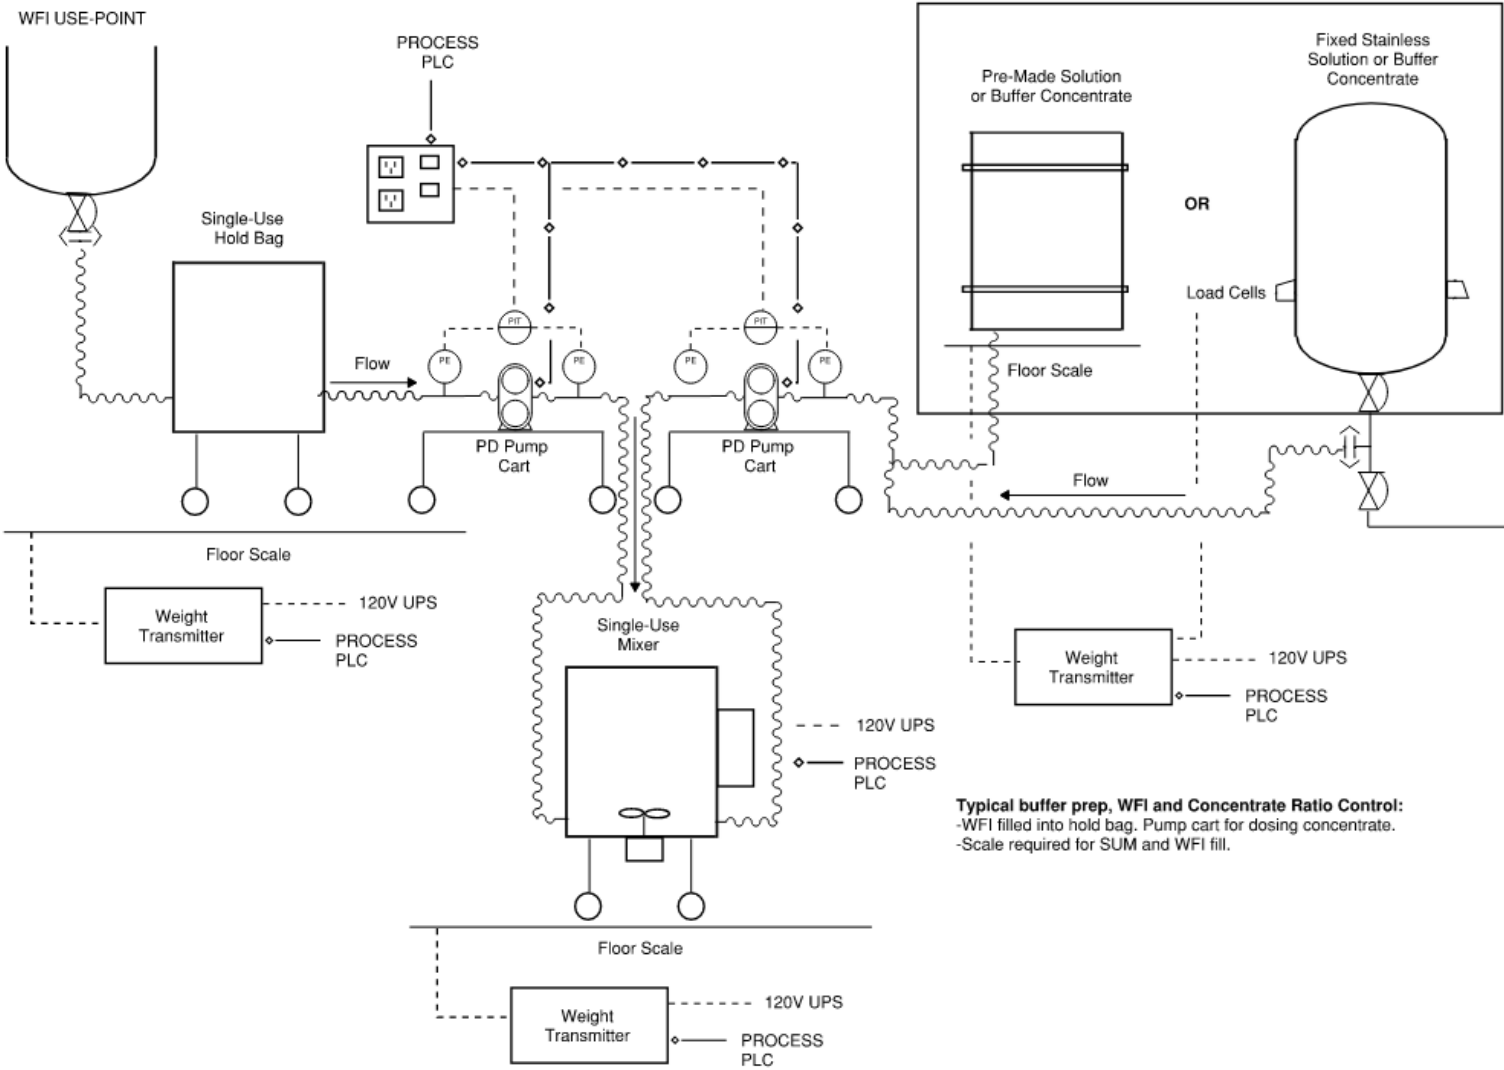 WFI USE-POINT
PROCESS
PLC
Fixed Stainless
Solution or Buffer
Concentrate
Pre-Made Solution
or Buffer Concentrate
OR
Single-Use
Hold Bag
Load Cells
PIT
PIT
Flow
PE
PE
PE
PE
Floor Scale
PD Pump
Cart
PD Pump
Cart
Flow
Floor Scale
Weight
Transmitter
120V UPS
PROCESS
PLC
Single-Use
Mixer
Weight
Transmitter
120V UPS
PROCESS
PLC
120V UPS
PROCESS
PLC
Typical buffer prep, WFI and Concentrate Ratio Control:
-WFI filled into hold bag. Pump cart for dosing concentrate.
-Scale required for SUM and WFI fill.
Floor Scale
Weight
Transmitter
120V UPS
PROCESS
PLC